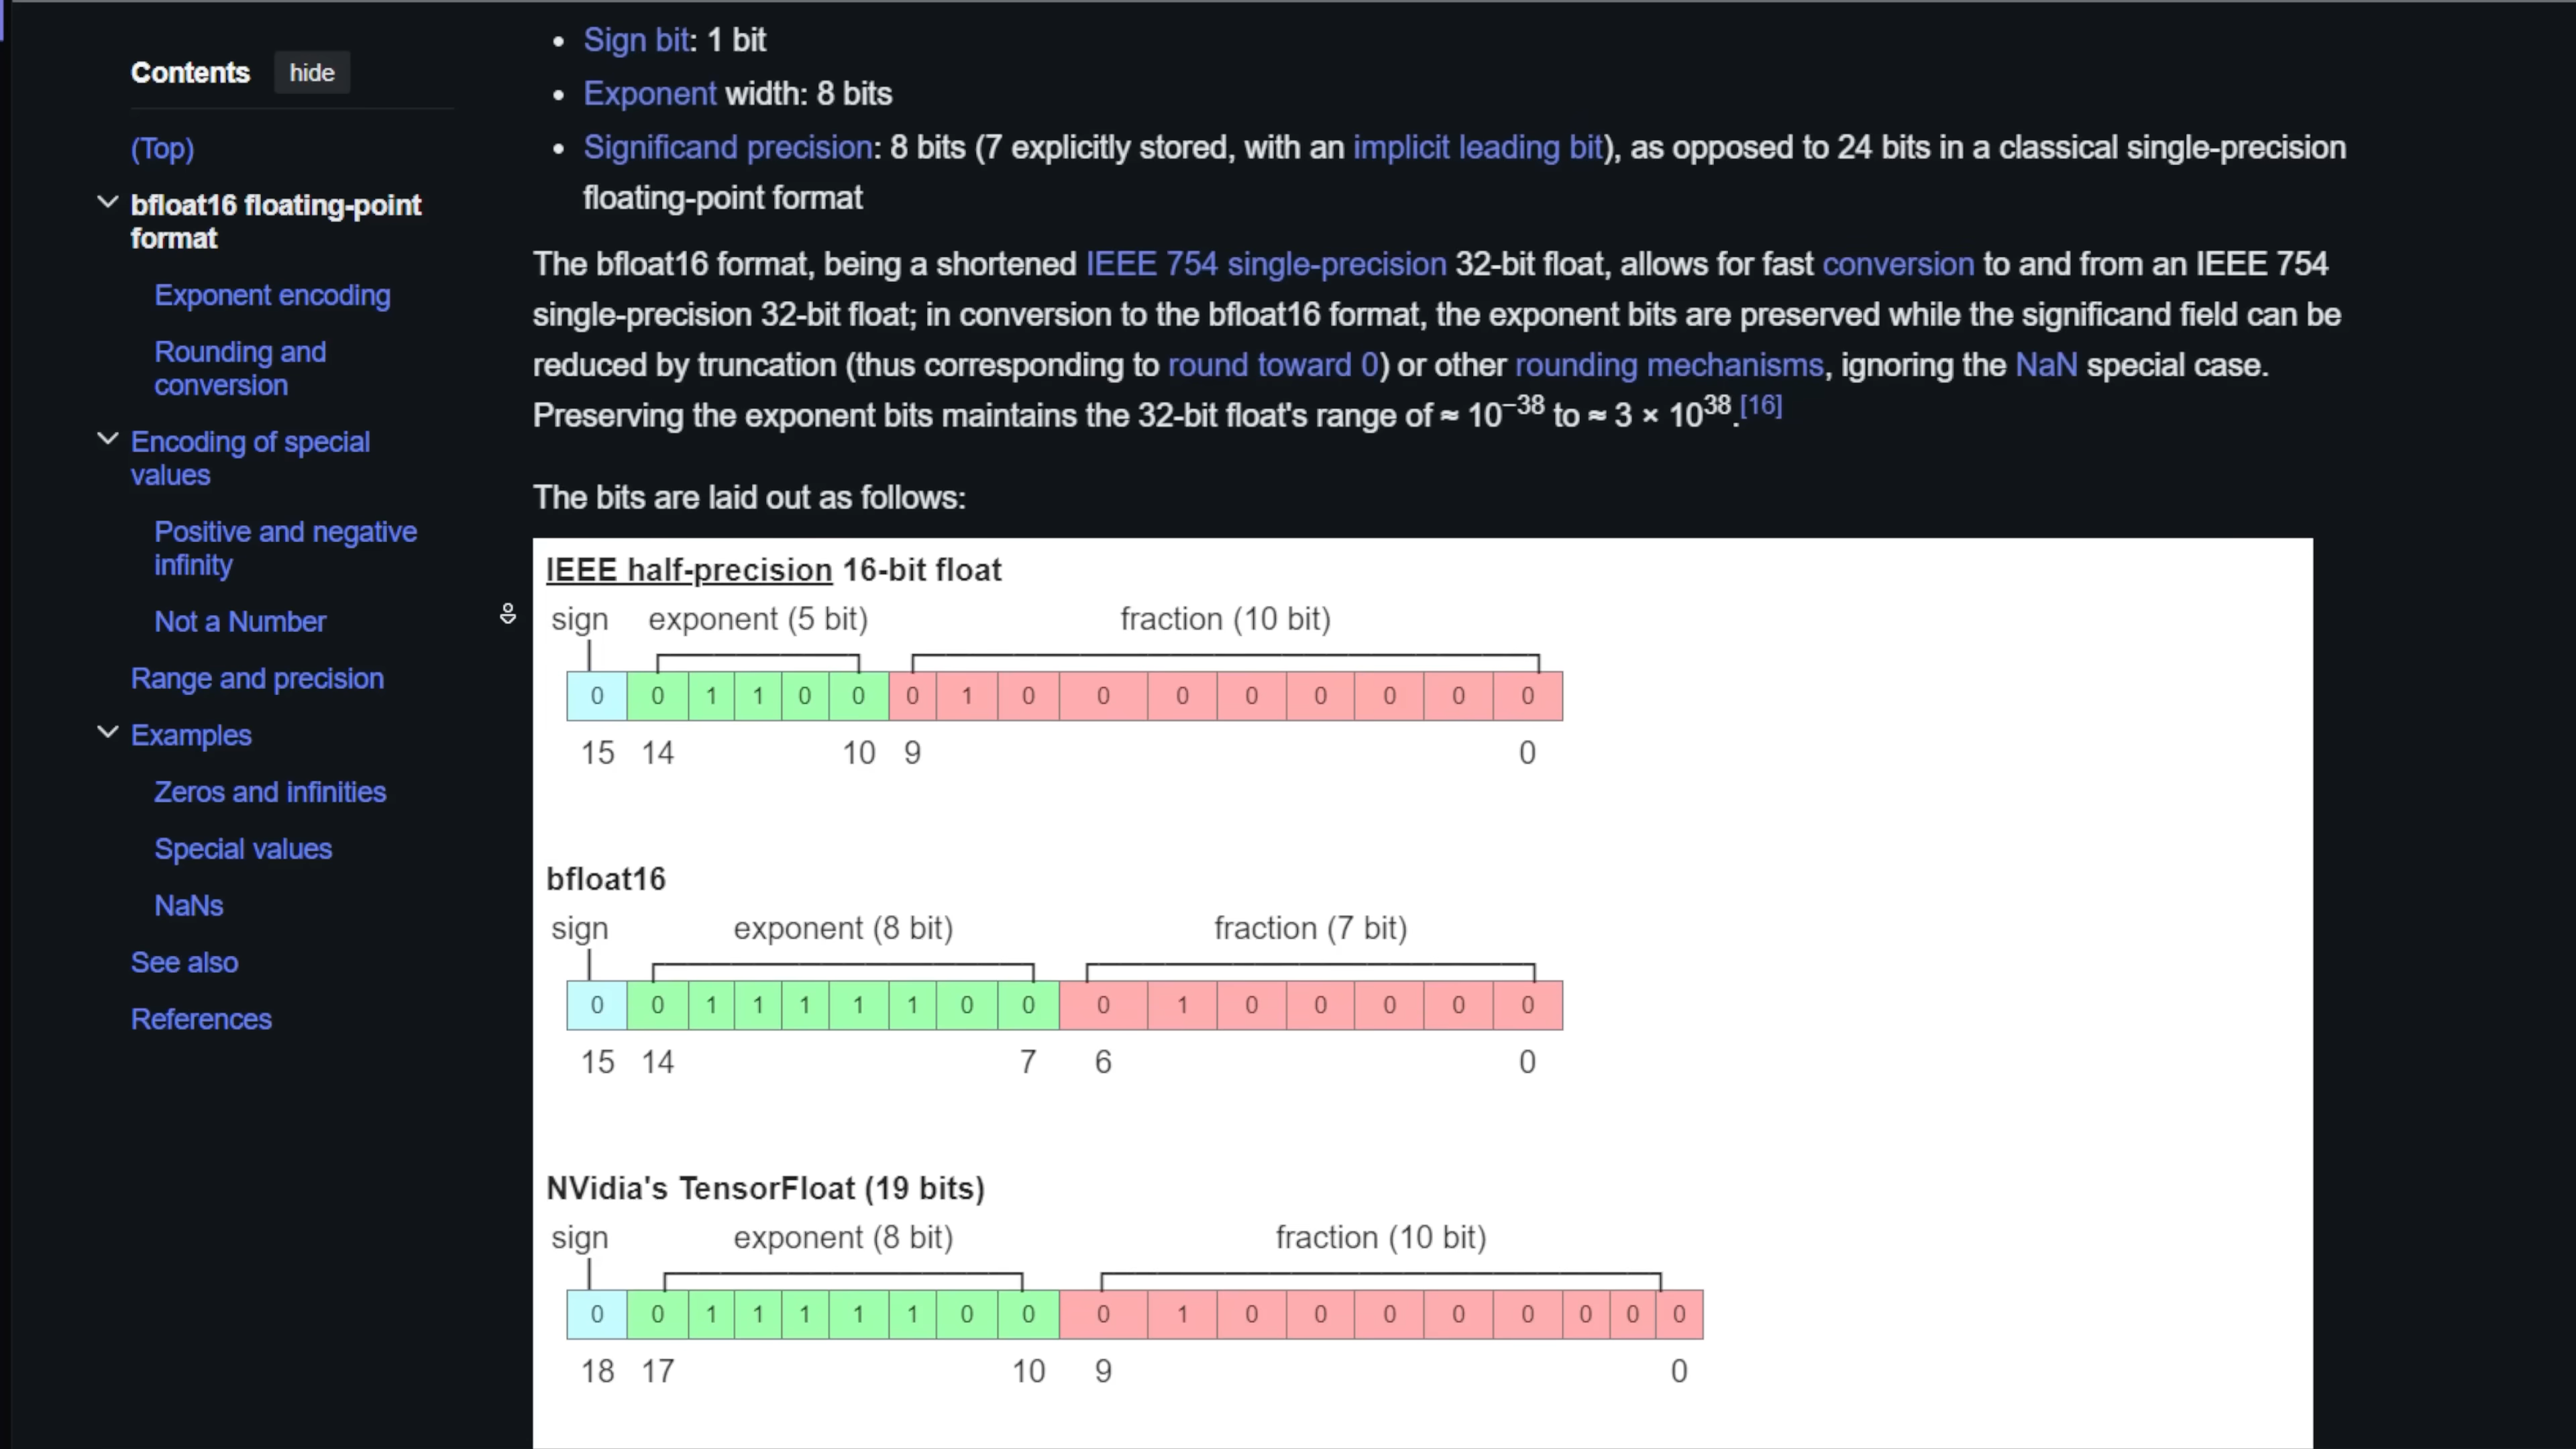 Contents hide
(Top)
bfloat16 floating-point
format
Exponent encoding
Rounding and
conversion
Encoding of special
values
Positive and negative
infinity
Not a Number
Range and precision
Examples
Zeros and infinities
Special values
NaNs
See also
References
• Sign bit: 1 bit
• Exponent width: 8 bits
• Significand precision: 8 bits (7 explicitly stored, with an implicit leading bit), as opposed to 24 bits in a classical single-precision
floating-point format
The bfloat16 format, being a shortened IEEE 754 single-precision 32-bit float, allows for fast conversion to and from an IEEE 754
single-precision 32-bit float; in conversion to the bfloat16 format, the exponent bits are preserved while the significand field can be
reduced by truncation (thus corresponding to round toward 0) or other rounding mechanisms, ignoring the NaN special case.
Preserving the exponent bits maintains the 32-bit float's range of ≈ 10⁻³⁸ to ≈ 3 × 10³⁸.[16]
The bits are laid out as follows:
IEEE half-precision 16-bit float
sign exponent (5 bit) fraction (10 bit)
0 0 1 1 0 0 0 1 0 0 0 0 0 0 0 0
15 14 10 9 0
bfloat16
sign exponent (8 bit) fraction (7 bit)
0 0 1 1 1 1 1 0 0 0 1 0 0 0 0 0
15 14 7 6 0
NVidia's TensorFloat (19 bits)
sign exponent (8 bit) fraction (10 bit)
0 0 1 1 1 1 1 0 0 0 1 0 0 0 0 0 0 0 0
18 17 10 9 0